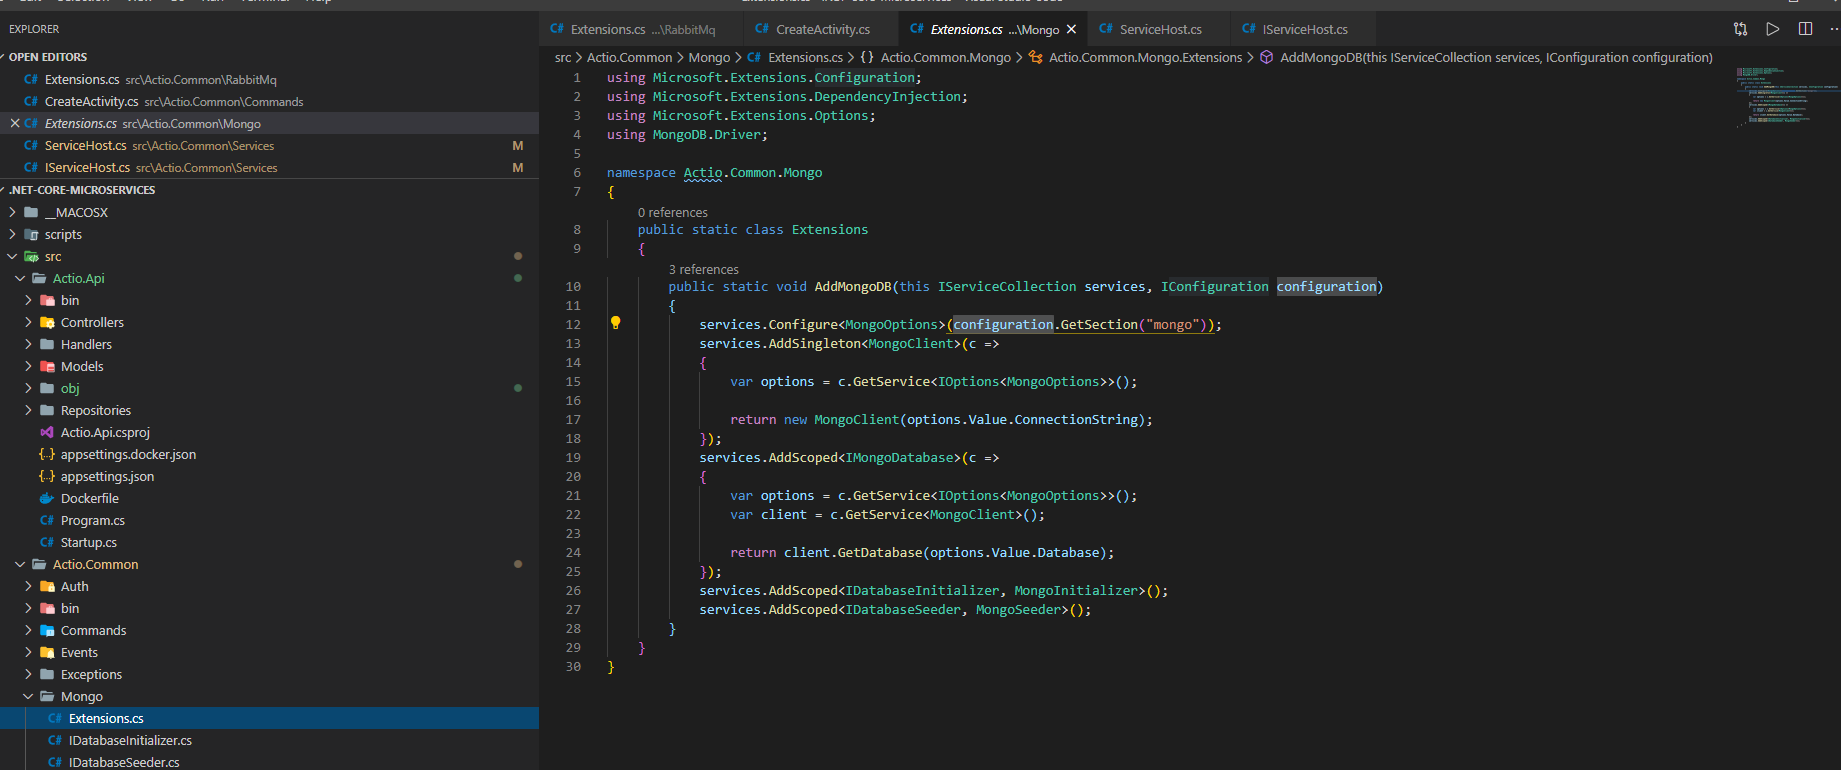 EXPLORER
OPEN EDITORS
Extensions.cs src\Actio.Common\RabbitMq
CreateActivity.cs src\Actio.Common\Commands
Extensions.cs src\Actio.Common\Mongo
ServiceHost.cs src\Actio.Common\Services M
IServiceHost.cs src\Actio.Common\Services M
.NET-CORE-MICROSERVICES
__MACOSX
scripts
src
Actio.Api
bin
Controllers
Handlers
Models
obj
Repositories
Actio.Api.csproj
appsettings.docker.json
appsettings.json
Dockerfile
Program.cs
Startup.cs
Actio.Common
Auth
bin
Commands
Events
Exceptions
Mongo
Extensions.cs
IDatabaseInitializer.cs
IDatabaseSeeder.cs
Extensions.cs ...\RabbitMq CreateActivity.cs Extensions.cs ...\Mongo ServiceHost.cs IServiceHost.cs
src > Actio.Common > Mongo > Extensions.cs > {} Actio.Common.Mongo > Actio.Common.Mongo.Extensions > AddMongoDB(this IServiceCollection services, IConfiguration configuration)
1 using Microsoft.Extensions.Configuration;
2 using Microsoft.Extensions.DependencyInjection;
3 using Microsoft.Extensions.Options;
4 using MongoDB.Driver;
5
6 namespace Actio.Common.Mongo
7 {
0 references
8 public static class Extensions
9 {
3 references
10 public static void AddMongoDB(this IServiceCollection services, IConfiguration configuration)
11 {
12 services.Configure<MongoOptions>(configuration.GetSection("mongo"));
13 services.AddSingleton<MongoClient>(c =>
14 {
15 var options = c.GetService<IOptions<MongoOptions>>();
16
17 return new MongoClient(options.Value.ConnectionString);
18 });
19 services.AddScoped<IMongoDatabase>(c =>
20 {
21 var options = c.GetService<IOptions<MongoOptions>>();
22 var client = c.GetService<MongoClient>();
23
24 return client.GetDatabase(options.Value.Database);
25 });
26 services.AddScoped<IDatabaseInitializer, MongoInitializer>();
27 services.AddScoped<IDatabaseSeeder, MongoSeeder>();
28 }
29 }
30 }